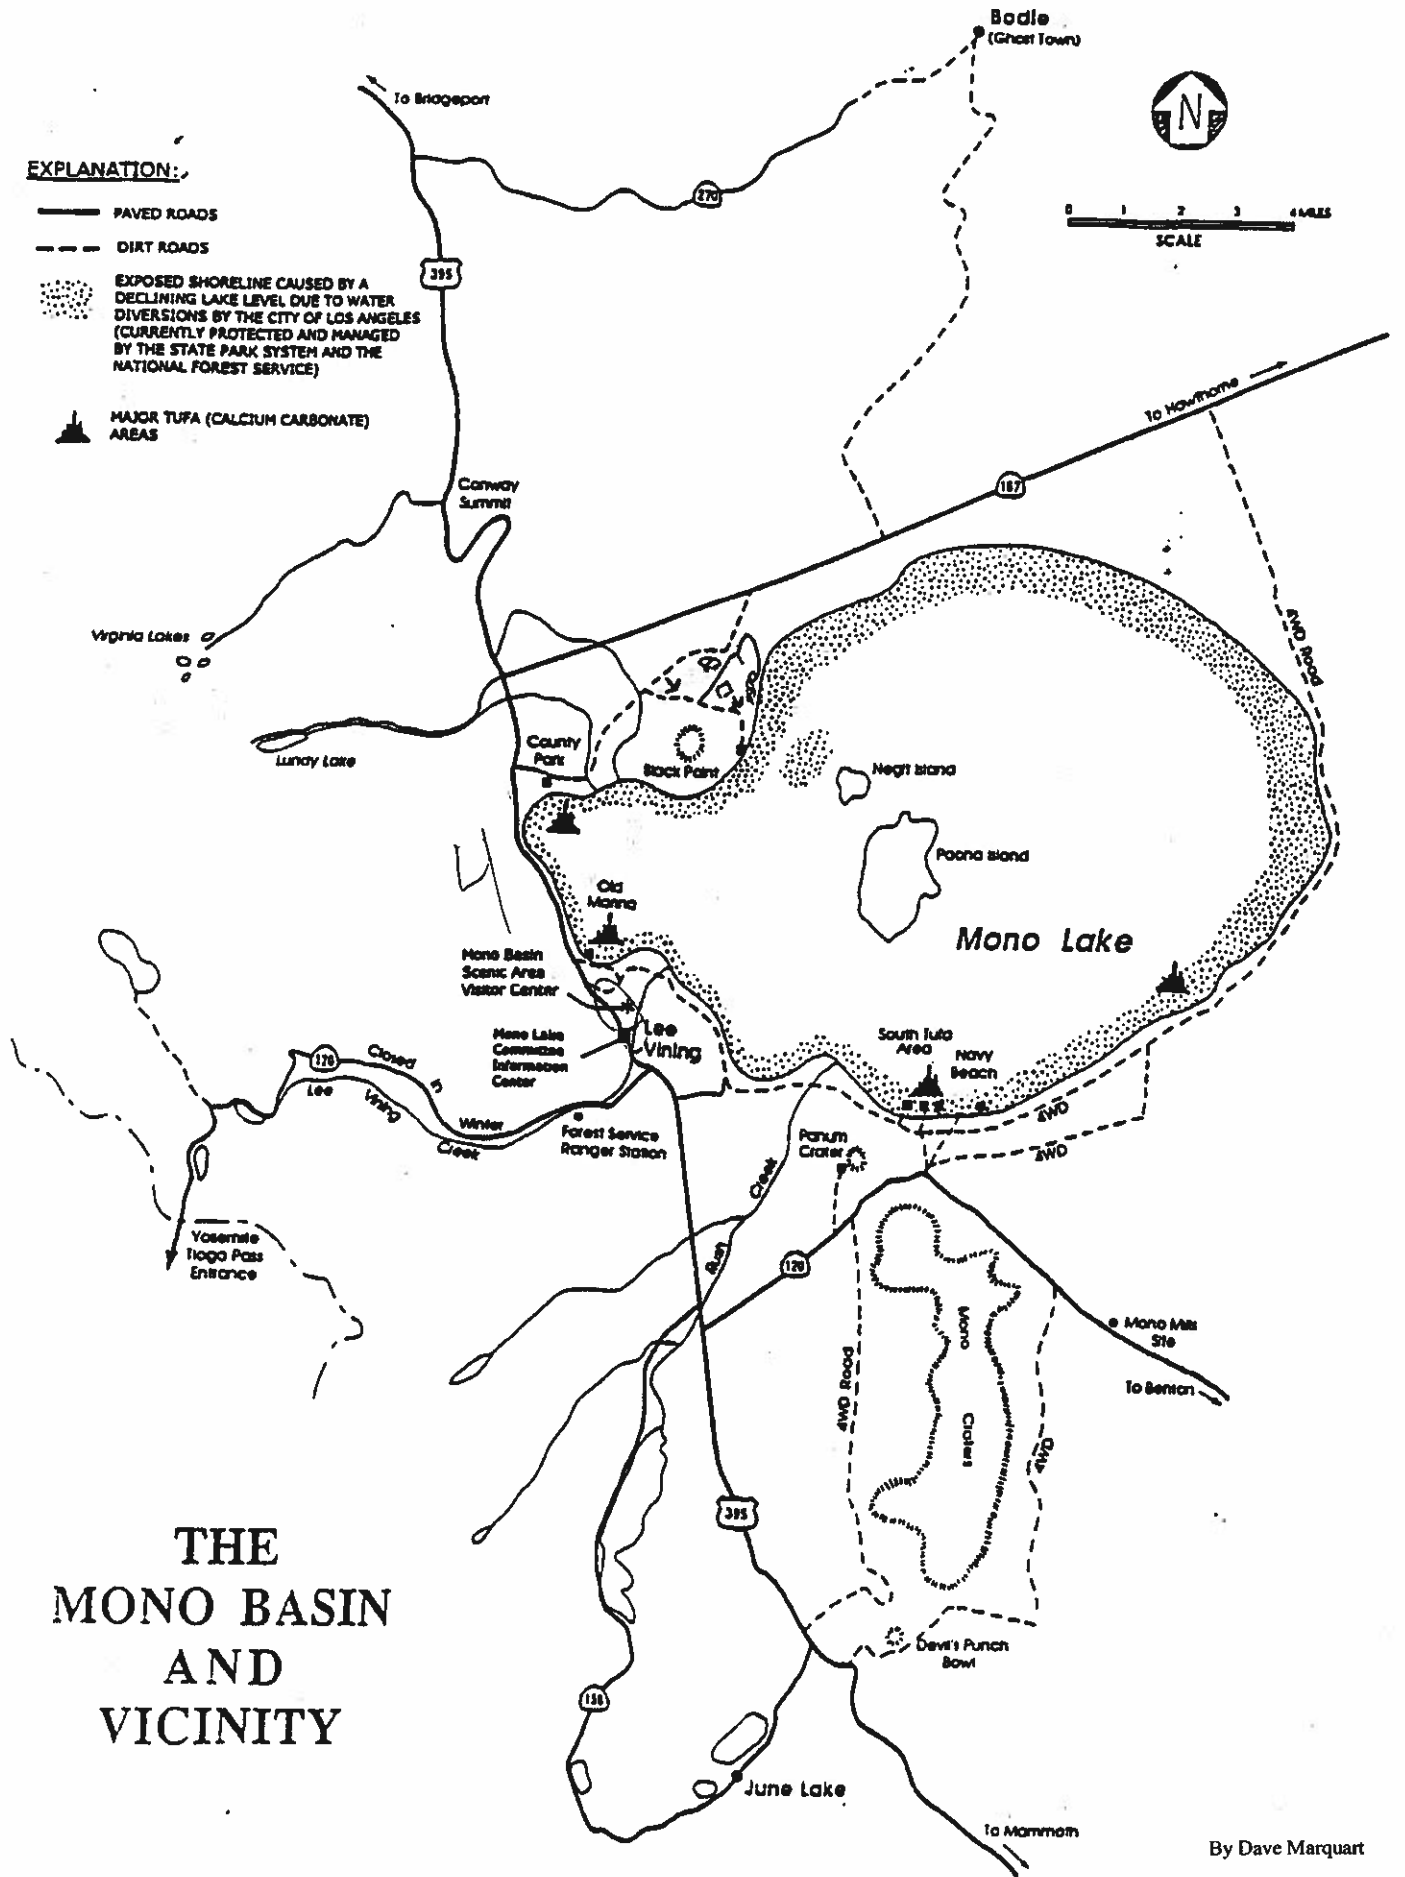 Bodie
(Ghost Town)
To Bridgeport
N
EXPLANATION:
PAVED ROADS
DIRT ROADS
EXPOSED SHORELINE CAUSED BY A
DECLINING LAKE LEVEL DUE TO WATER
DIVERSIONS BY THE CITY OF LOS ANGELES
(CURRENTLY PROTECTED AND MANAGED
BY THE STATE PARK SYSTEM AND THE
NATIONAL FOREST SERVICE)
MAJOR TUFA (CALCIUM CARBONATE)
AREAS
270
0 1 2 3 4 MILES
SCALE
395
To Hawthorne
167
Conway
Summit
Virginia Lakes
4WD Road
Lundy Lake
County
Park
Black Point
Negit Island
Paoha Island
Old
Marina
Mono Lake
Mono Basin
Scenic Area
Visitor Center
Mono Lake
Committee
Information
Center
Lee
Vining
South Tufa
Area
Navy
Beach
120
Closed
in
Winter
Lee
Vining
Creek
Forest Service
Ranger Station
4WD
4WD
Panum
Crater
Rush
Creek
Yosemite
Tioga Pass
Entrance
120
Mono
Craters
Mono Mills
Site
To Benton
4WD Road
4WD
395
Devil's Punch
Bowl
158
June Lake
To Mammoth
THE
MONO BASIN
AND
VICINITY
By Dave Marquart